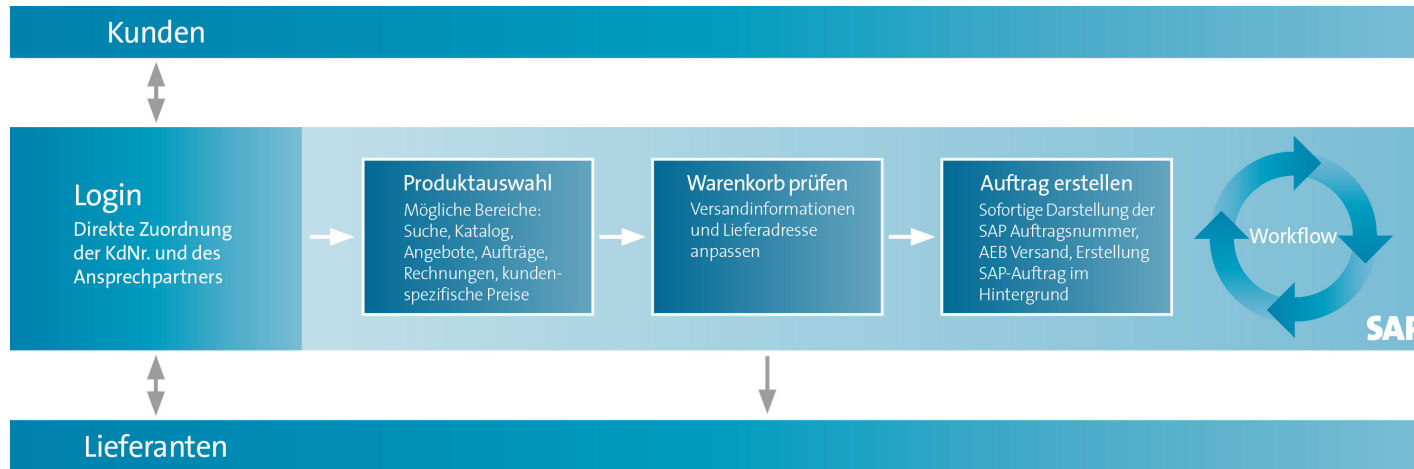 Kunden
Login
Direkte Zuordnung
der KdNr. und des
Ansprechpartners
Produktauswahl
Mögliche Bereiche:
Suche, Katalog,
Angebote, Aufträge,
Rechnungen, kunden-
spezifische Preise
Warenkorb prüfen
Versandinformationen
und Lieferadresse
anpassen
Auftrag erstellen
Sofortige Darstellung der
SAP Auftragsnummer,
AEB Versand, Erstellung
SAP-Auftrag im
Hintergrund
Workflow
SAP
Lieferanten